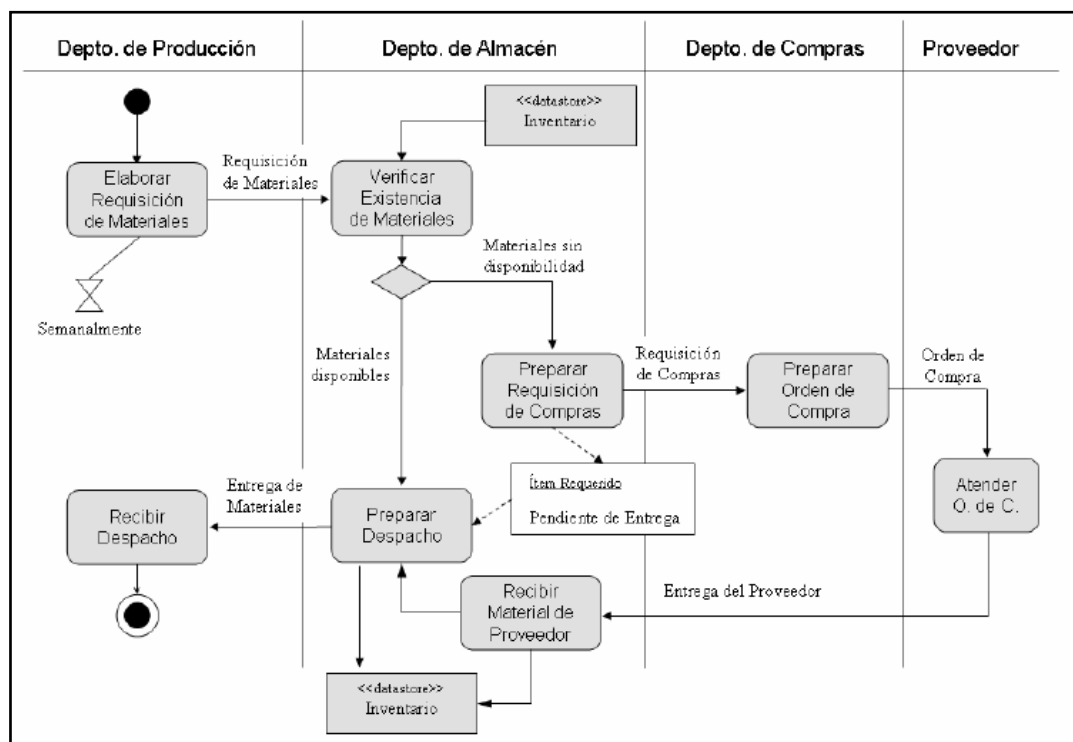 Depto. de Producción
Depto. de Almacén
Depto. de Compras
Proveedor
<<datastore>>
Inventario
Elaborar
Requisición
de Materiales
Requisición
de Materiales
Verificar
Existencia
de Materiales
Materiales sin
disponibilidad
Semanalmente
Materiales
disponibles
Preparar
Requisición
de Compras
Requisición
de Compras
Preparar
Orden de
Compra
Orden de
Compra
Ítem Requerido
Pendiente de Entrega
Atender
O. de C.
Recibir
Despacho
Entrega de
Materiales
Preparar
Despacho
Recibir
Material de
Proveedor
Entrega del Proveedor
<<datastore>>
Inventario